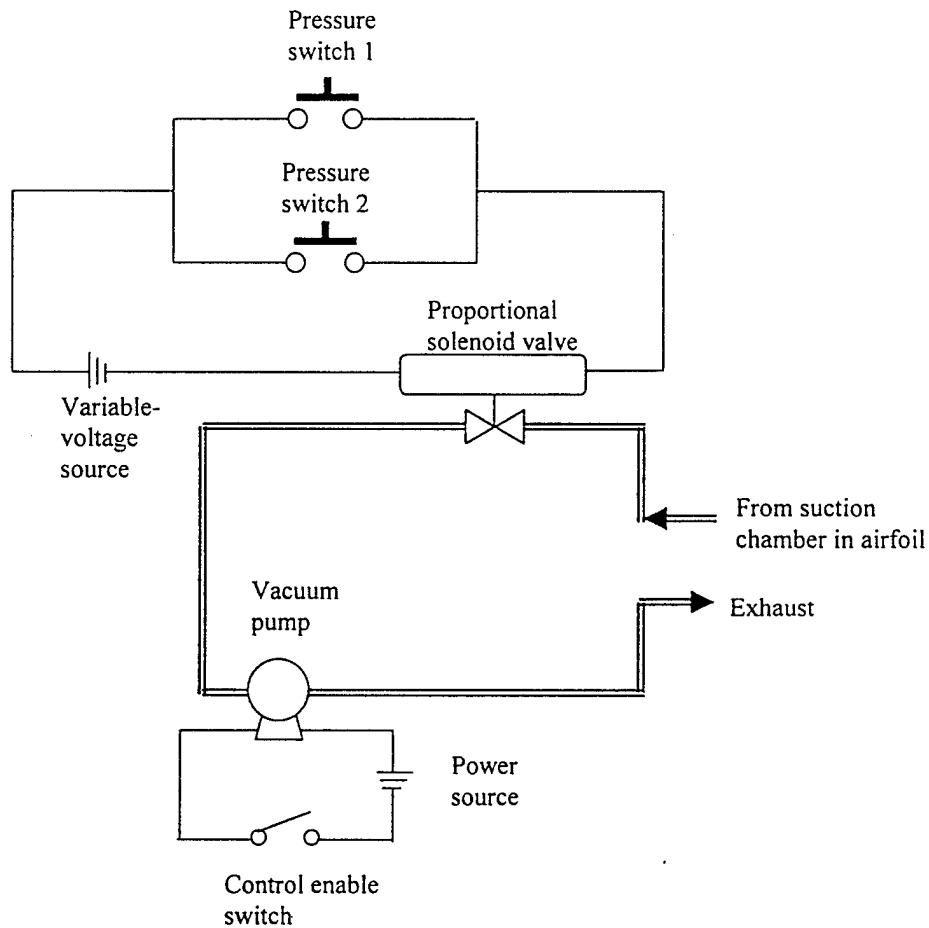 Pressure
switch 1
Pressure
switch 2
Proportional
solenoid valve
Variable-
voltage
source
From suction
chamber in airfoil
Vacuum
pump
Exhaust
Power
source
Control enable
switch